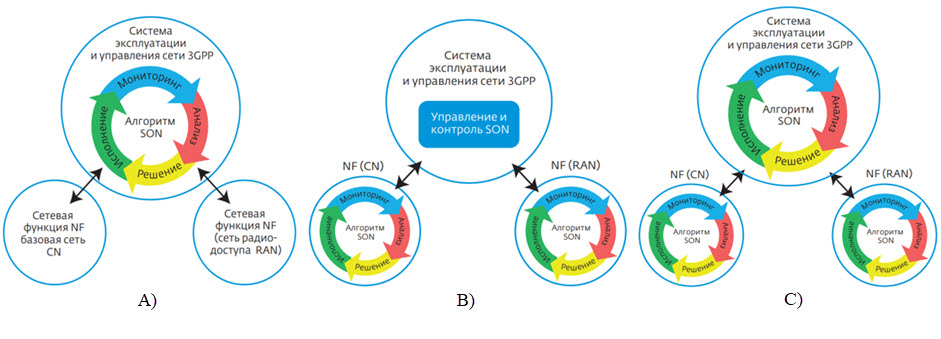 Система
эксплуатации
и управления сети 3GPP
Мониторинг
Анализ
Решение
Исполнение
Алгоритм
SON
Сетевая
функция NF
базовая сеть
CN
Сетевая
функция NF
(сеть радио-
доступа RAN)
A)
Система
эксплуатации
и управления сети 3GPP
Управление и
контроль SON
NF (CN)
Мониторинг
Анализ
Решение
Исполнение
Алгоритм
SON
NF (RAN)
Мониторинг
Анализ
Решение
Исполнение
Алгоритм
SON
B)
Система
эксплуатации
и управления сети 3GPP
Мониторинг
Анализ
Решение
Исполнение
Алгоритм
SON
NF (CN)
Мониторинг
Анализ
Решение
Исполнение
Алгоритм
SON
NF (RAN)
Мониторинг
Анализ
Решение
Исполнение
Алгоритм
SON
C)